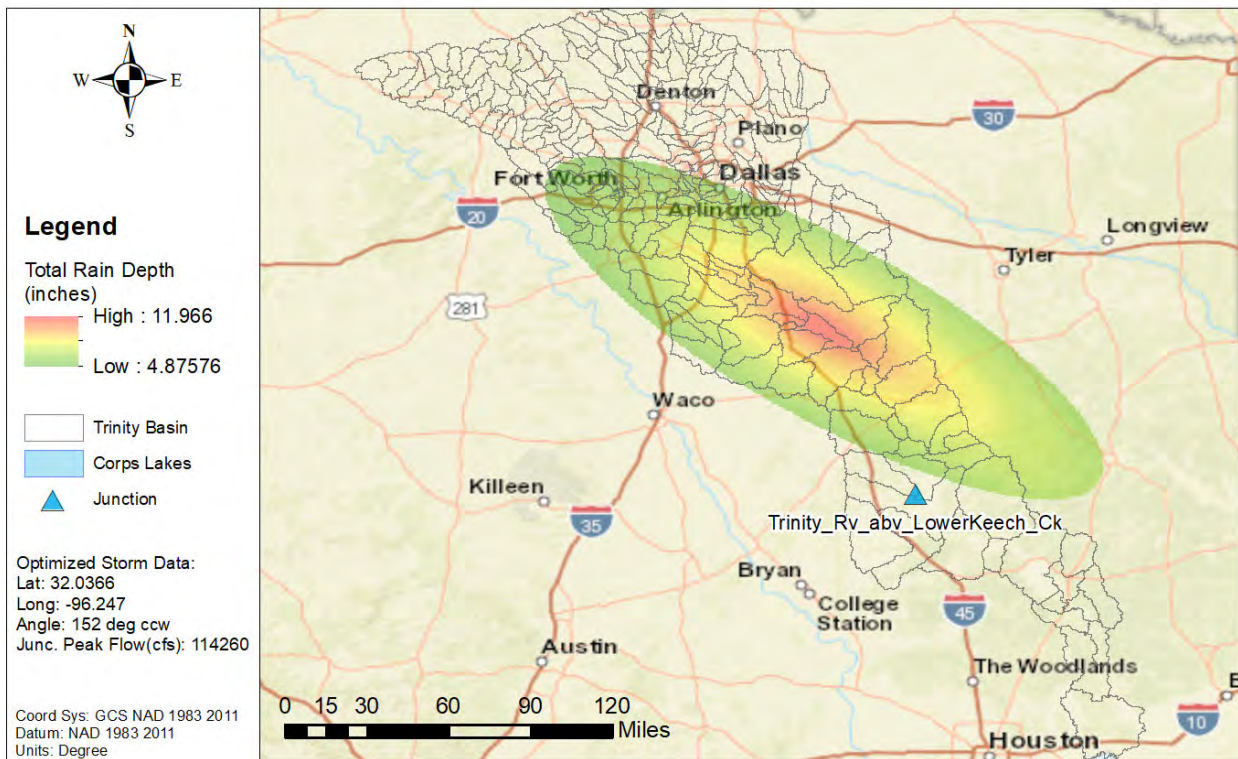 N
W E
S
Legend
Total Rain Depth
(inches)
High : 11.966
Low : 4.87576
Trinity Basin
Corps Lakes
Junction
Optimized Storm Data:
Lat: 32.0366
Long: -96.247
Angle: 152 deg ccw
Junc. Peak Flow(cfs): 114260
Coord Sys: GCS NAD 1983 2011
Datum: NAD 1983 2011
Units: Degree
Denton
30
Plano
Fort Worth
Dallas
20
Arlington
Longview
Tyler
281
Waco
Killeen
35
Trinity_Rv_abv_LowerKeech_Ck
Bryan
College
Station
45
Austin
The Woodlands
B
10
Houston
0 15 30 60 90 120
Miles